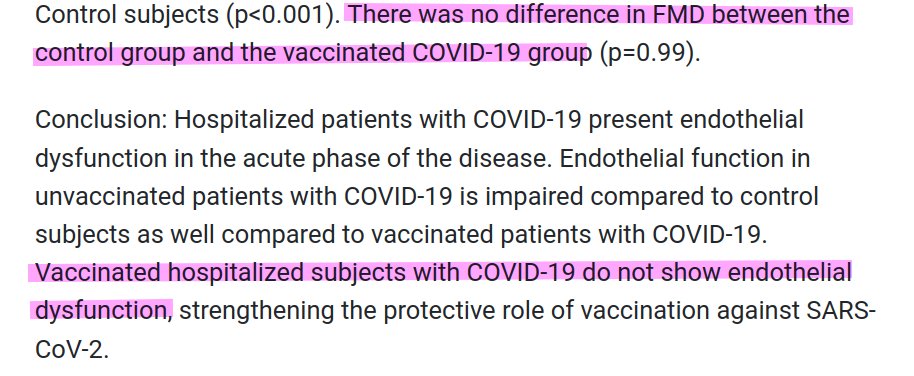 Control subjects (p<0.001). There was no difference in FMD between the
control group and the vaccinated COVID-19 group (p=0.99).
Conclusion: Hospitalized patients with COVID-19 present endothelial
dysfunction in the acute phase of the disease. Endothelial function in
unvaccinated patients with COVID-19 is impaired compared to control
subjects as well compared to vaccinated patients with COVID-19.
Vaccinated hospitalized subjects with COVID-19 do not show endothelial
dysfunction, strengthening the protective role of vaccination against SARS-
CoV-2.